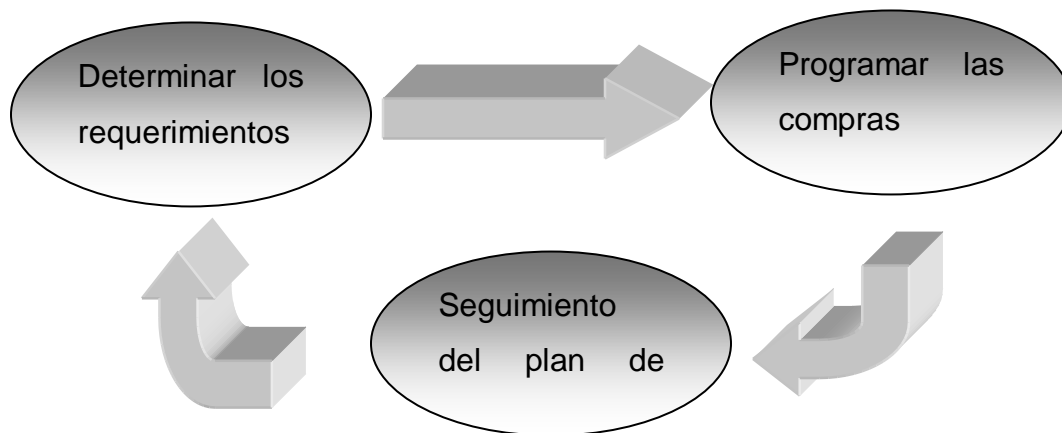 Determinar los
requerimientos
Programar las
compras
Seguimiento
del plan de